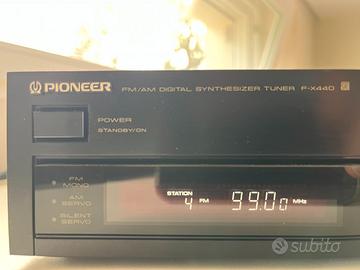 PIONEER FM/AM DIGITAL SYNTHESIZER TUNER F-X440
POWER
STANDBY/ON
FM
MONO
AM
SERVO
SILENT
SERVO
STATION
4 FM 99.00 MHz
subito